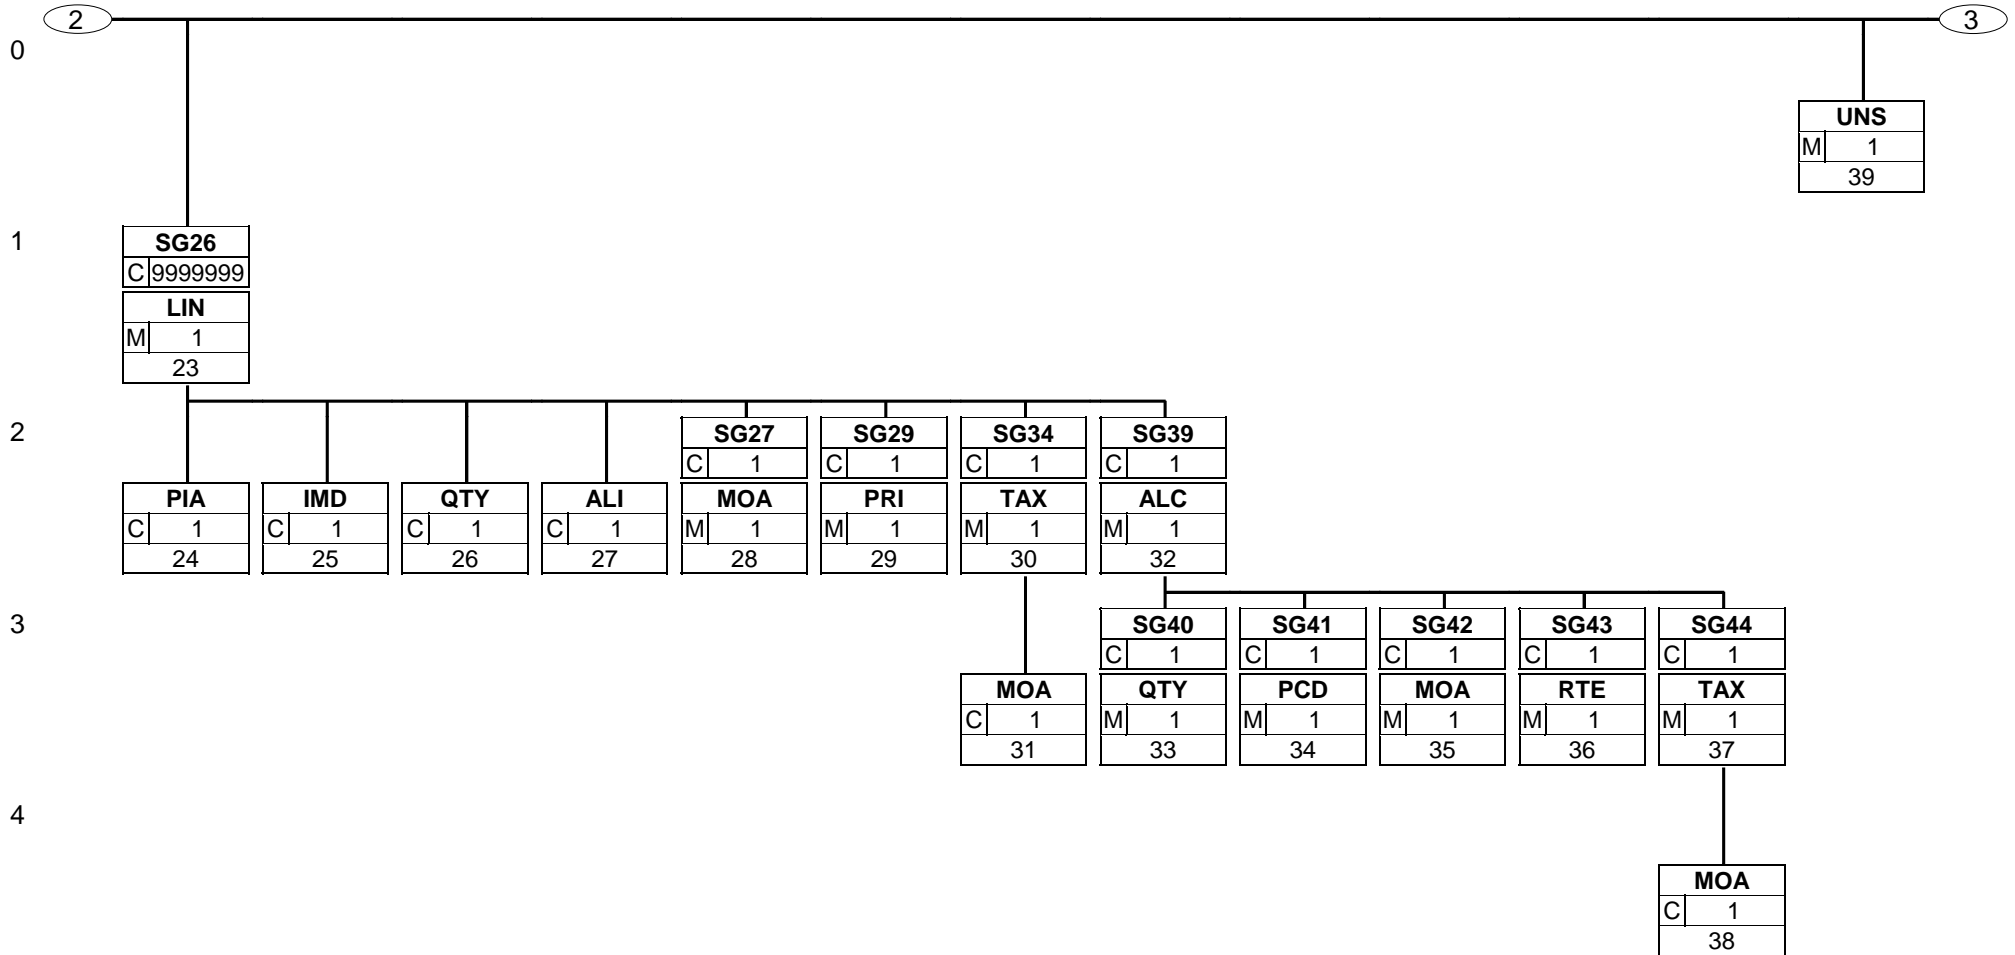 2 3
0
UNS
M 1
39
1
SG26
C 9999999
LIN
M 1
23
2
SG27 SG29 SG34 SG39
C 1 C 1 C 1 C 1
PIA IMD QTY ALI MOA PRI TAX ALC
C 1 C 1 C 1 C 1 M 1 M 1 M 1 M 1
24 25 26 27 28 29 30 32
3
SG40 SG41 SG42 SG43 SG44
C 1 C 1 C 1 C 1 C 1
MOA QTY PCD MOA RTE TAX
C 1 M 1 M 1 M 1 M 1 M 1
31 33 34 35 36 37
4
MOA
C 1
38